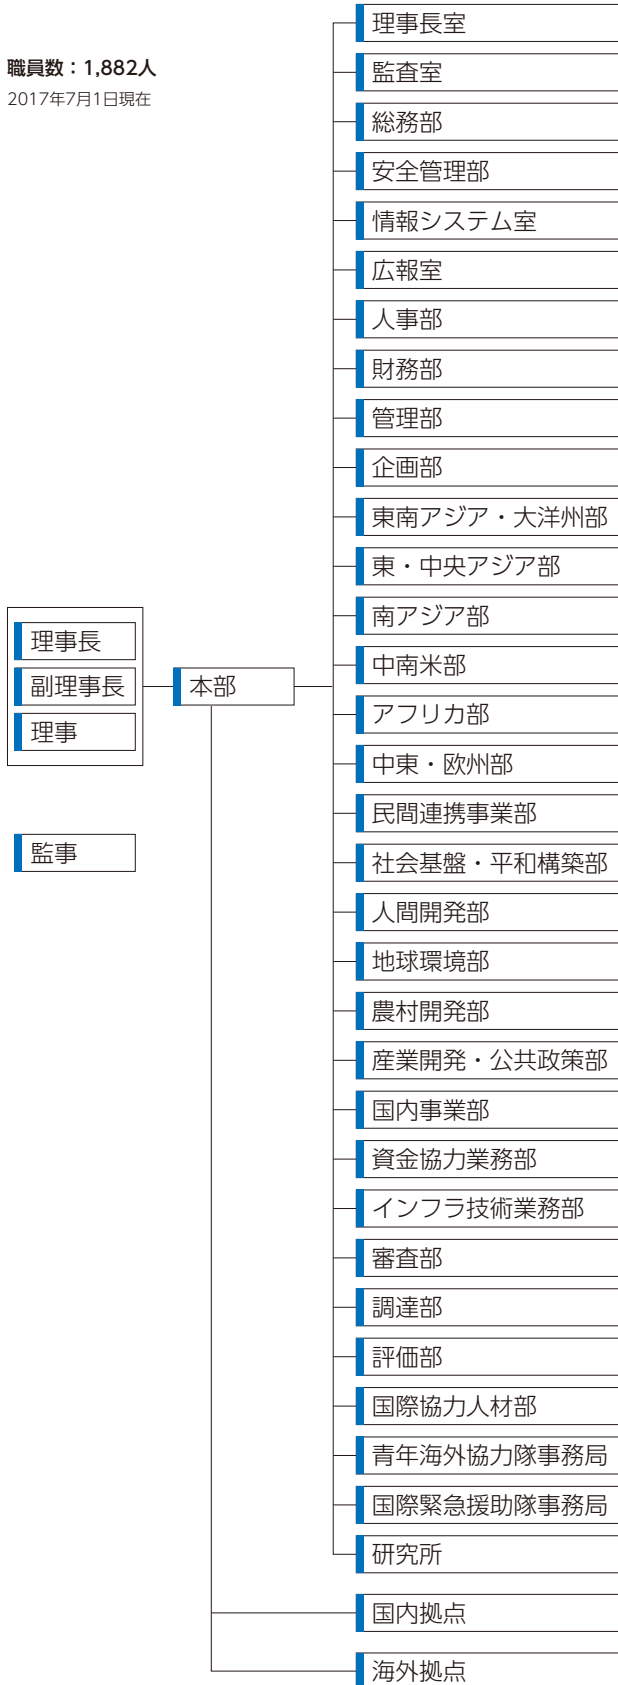 職員数：1,882人
2017年7月1日現在
理事長
副理事長
理事
監事
本部
理事長室
監査室
総務部
安全管理部
情報システム室
広報室
人事部
財務部
管理部
企画部
東南アジア・大洋州部
東・中央アジア部
南アジア部
中南米部
アフリカ部
中東・欧州部
民間連携事業部
社会基盤・平和構築部
人間開発部
地球環境部
農村開発部
産業開発・公共政策部
国内事業部
資金協力業務部
インフラ技術業務部
審査部
調達部
評価部
国際協力人材部
青年海外協力隊事務局
国際緊急援助隊事務局
研究所
国内拠点
海外拠点